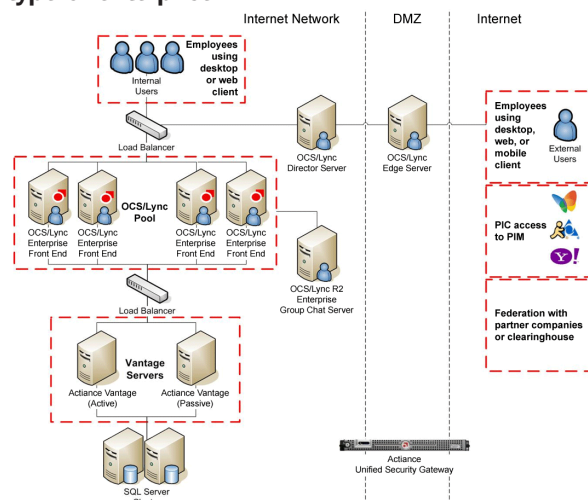 Internet Network
DMZ
Internet
Employees
using
desktop
or web
client
Internal
Users
Load Balancer
OCS/Lync
Director Server
OCS/Lync
Edge Server
Employees
using
desktop,
web, or
mobile
client
External
Users
OCS/Lync
Pool
OCS/Lync
Enterprise
Front End
OCS/Lync
Enterprise
Front End
OCS/Lync
Enterprise
Front End
OCS/Lync
Enterprise
Front End
PIC access
to PIM
Y!
OCS/Lync R2
Enterprise
Group Chat Server
Load Balancer
Federation with
partner companies
or clearinghouse
Vantage
Servers
Actiance Vantage
(Active)
Actiance Vantage
(Passive)
Actiance
Unified Security Gateway
SQL Server